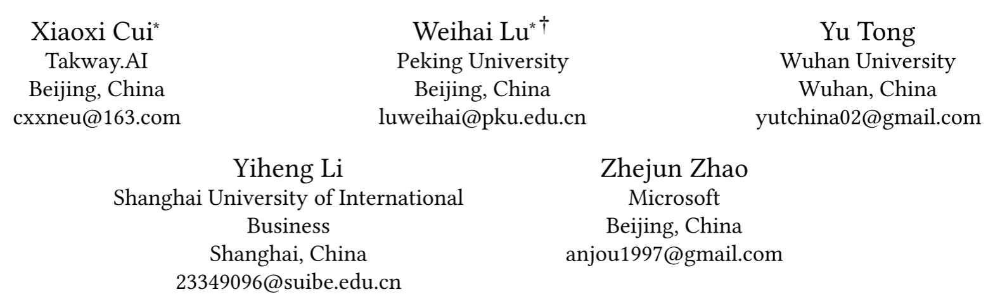 Xiaoxi Cui*
Takway.AI
Beijing, China
cxxneu@163.com
Weihai Lu*†
Peking University
Beijing, China
luweihai@pku.edu.cn
Yu Tong
Wuhan University
Wuhan, China
yutchina02@gmail.com
Yiheng Li
Shanghai University of International
Business
Shanghai, China
23349096@suibe.edu.cn
Zhejun Zhao
Microsoft
Beijing, China
anjou1997@gmail.com